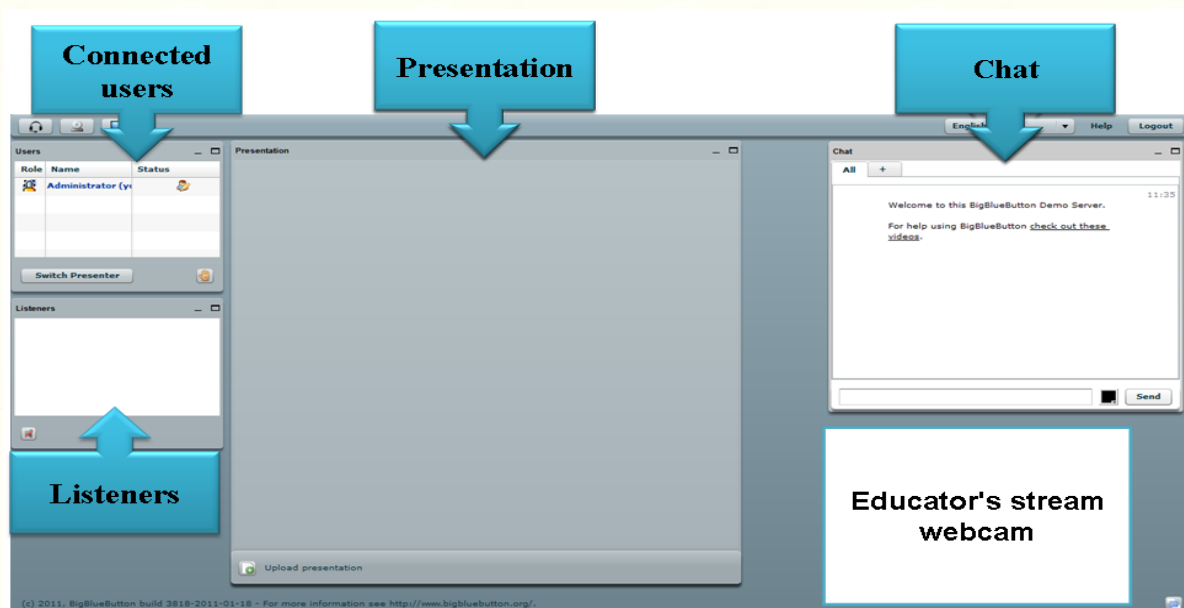 Connected
users
Presentation
Chat
English
Help
Logout
Users
Role Name Status
Administrator (yo
Switch Presenter
Listeners
Listeners
Presentation
Upload presentation
Chat
All +
11:35
Welcome to this BigBlueButton Demo Server.
For help using BigBlueButton check out these
videos.
Send
Educator's stream
webcam
(c) 2011, BigBlueButton build 3818-2011-01-18 - For more information see http://www.bigbluebutton.org/.